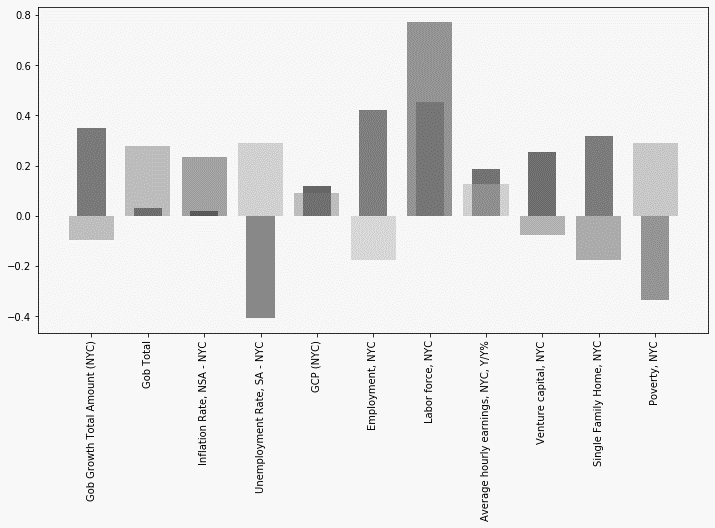 0.8
0.6
0.4
0.2
0.0
−0.2
−0.4
Gob Growth Total Amount (NYC)
Gob Total
Inflation Rate, NSA - NYC
Unemployment Rate, SA - NYC
GCP (NYC)
Employment, NYC
Labor force, NYC
Average hourly earnings, NYC, Y/Y%
Venture capital, NYC
Single Family Home, NYC
Poverty, NYC